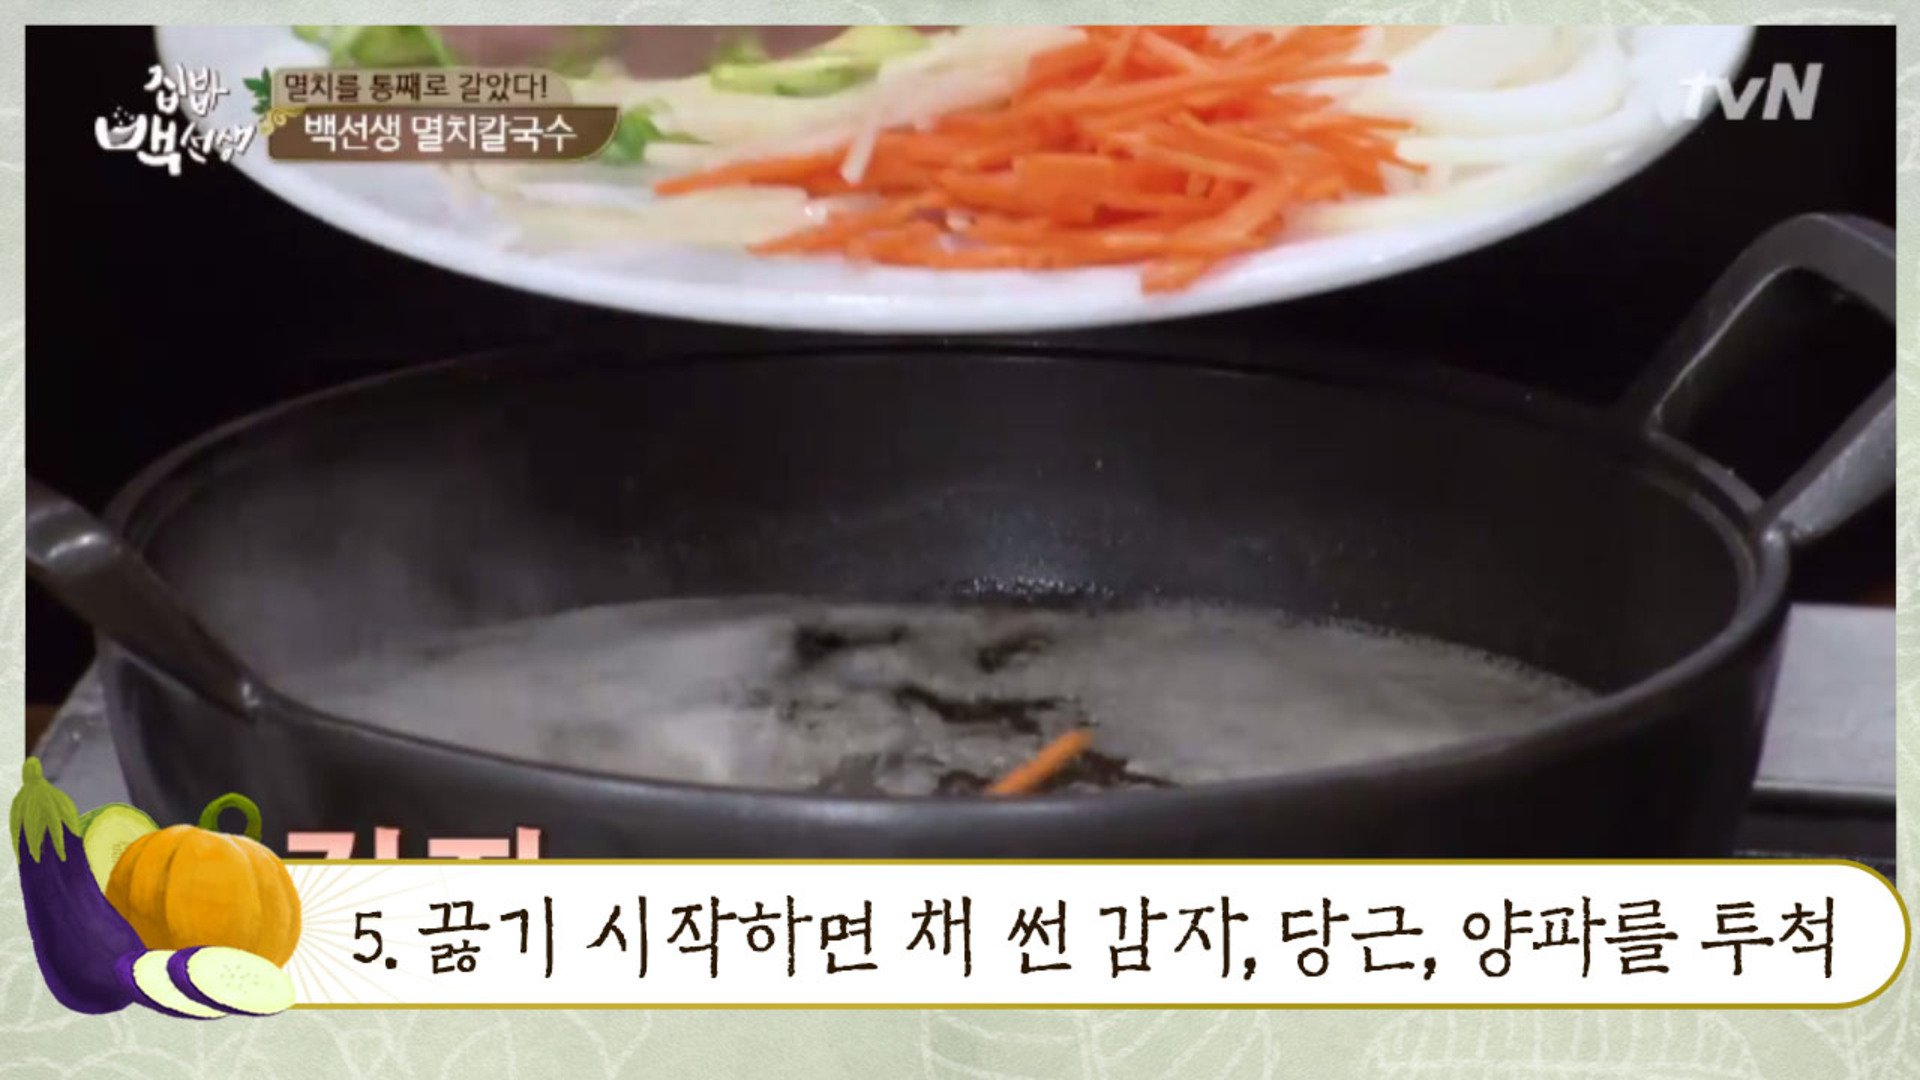 집밥
백선생
멸치를 통째로 갈았다!
백선생 멸치칼국수
tvN
5. 끓기 시작하면 채 썬 감자, 당근, 양파를 투척